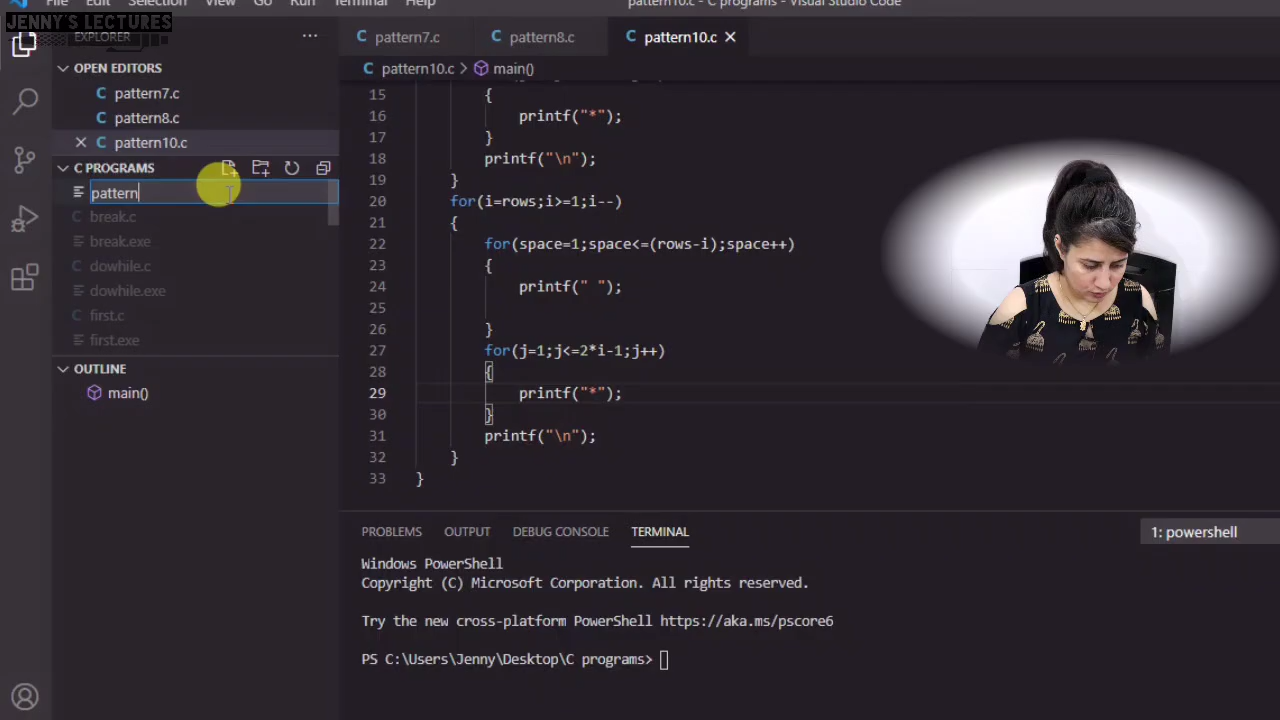 File Edit Selection View Go Run Terminal Help
pattern10.c - C programs - Visual Studio Code
JENNY'S LECTURES
EXPLORER
OPEN EDITORS
pattern7.c
pattern8.c
pattern10.c
C PROGRAMS
pattern
break.c
break.exe
dowhile.c
dowhile.exe
first.c
first.exe
OUTLINE
main()
pattern7.c pattern8.c pattern10.c
pattern10.c > main()
15 {
16 printf("*");
17 }
18 printf("\n");
19 }
20 for(i=rows;i>=1;i--)
21 {
22 for(space=1;space<=(rows-i);space++)
23 {
24 printf(" ");
25
26 }
27 for(j=1;j<=2*i-1;j++)
28 {
29 printf("*");
30 }
31 printf("\n");
32 }
33 }
PROBLEMS OUTPUT DEBUG CONSOLE TERMINAL 1: powershell
Windows PowerShell
Copyright (C) Microsoft Corporation. All rights reserved.
Try the new cross-platform PowerShell https://aka.ms/pscore6
PS C:\Users\Jenny\Desktop\C programs>